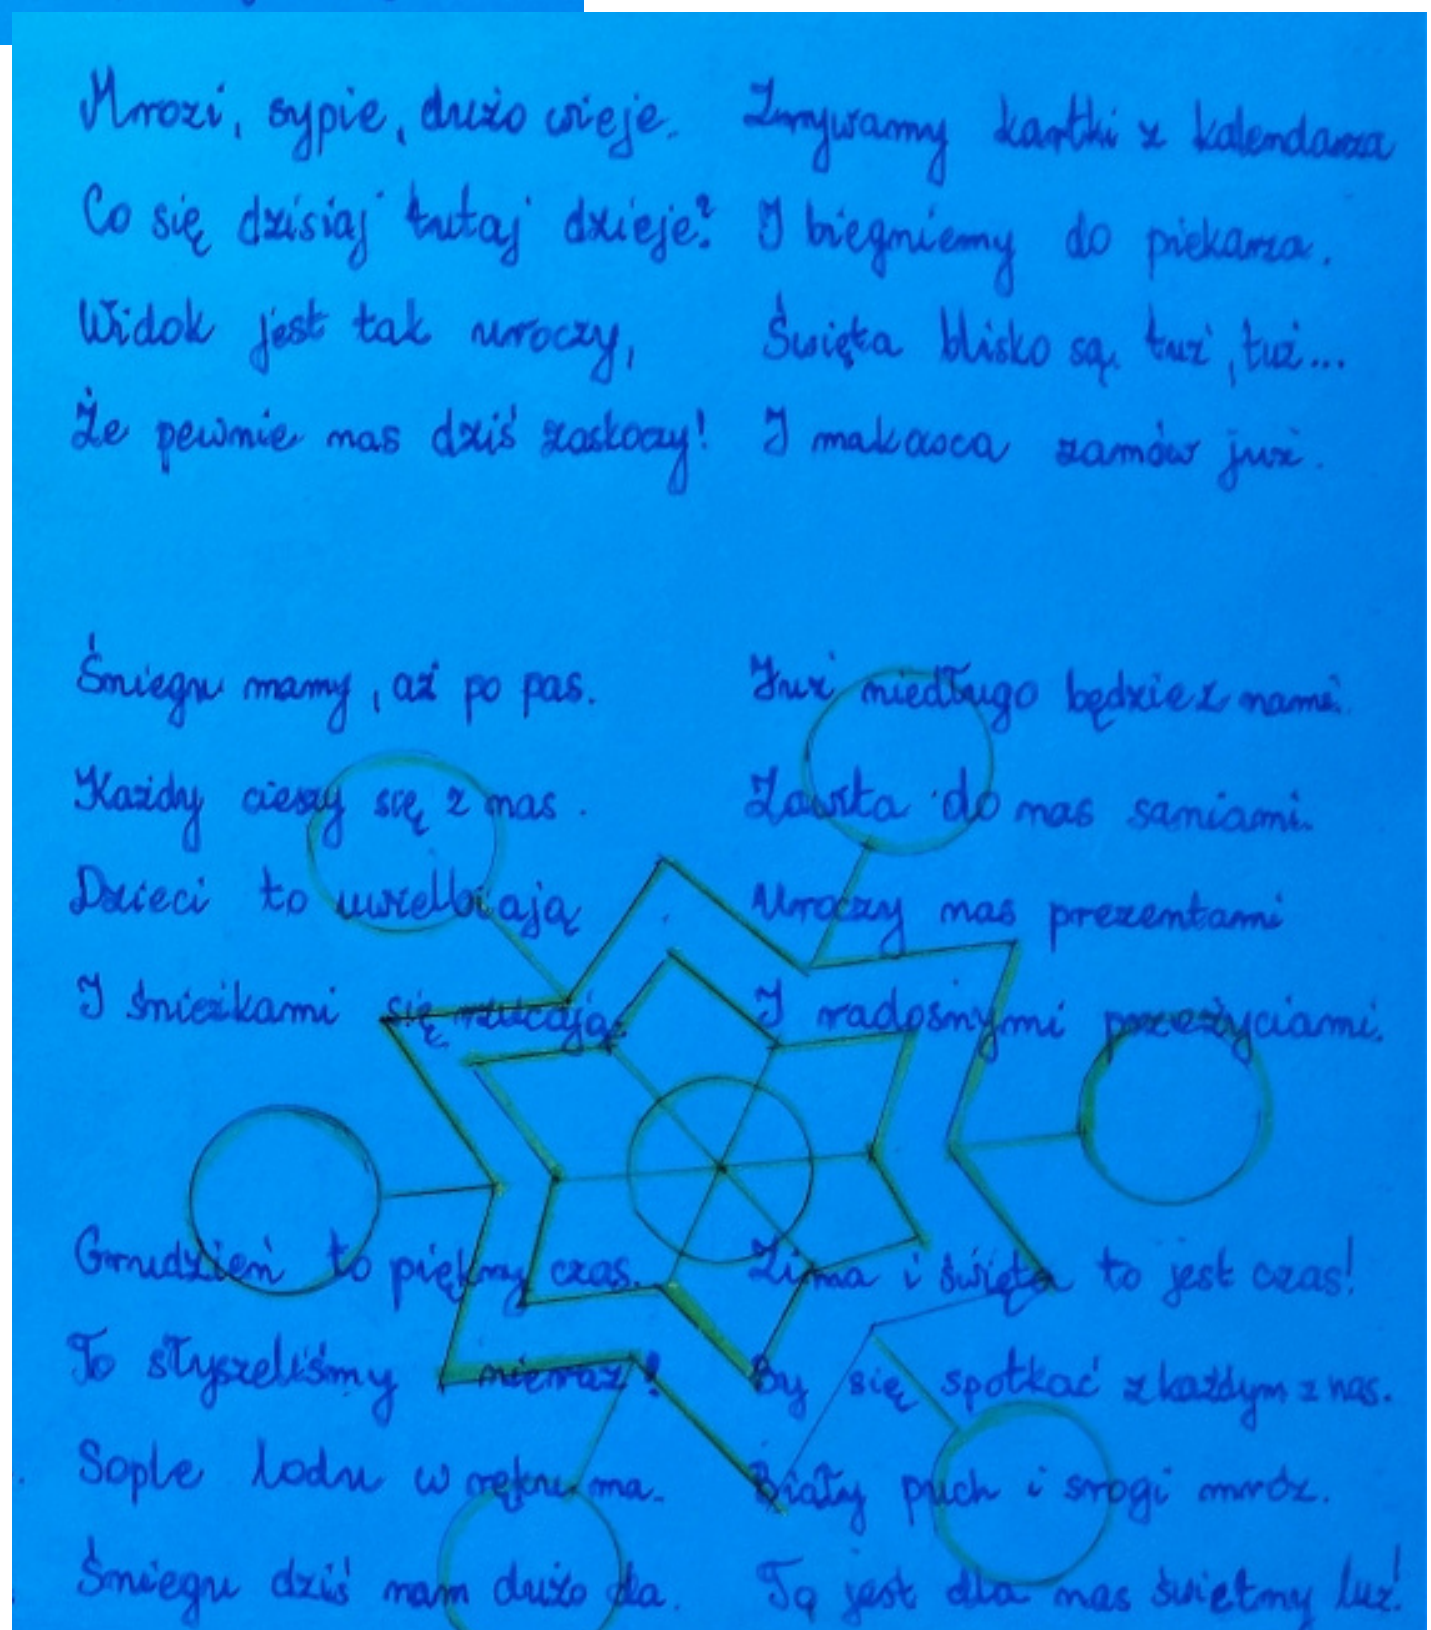 Mrozi, sypie, dużo wieje.
Co się dzisiaj tutaj dzieje?
Widok jest tak uroczy,
Że pewnie nas dziś zaskoczy!
Śniegu mamy, aż po pas.
Każdy cieszy się z nas.
Dzieci to uwielbiają
I śnieżkami się rzucają.
Grudzień to piękny czas.
To słyszeliśmy nieraz!
Sople lodu w ręku ma.
Śniegu dziś nam dużo da.
Zrywamy kartki z kalendarza
I biegniemy do piekarza.
Święta blisko są tuż, tuż...
I makowca zamów już.
Już niedługo będzie z nami.
Zawita do nas saniami.
Uroczy nas prezentami
I radosnymi przeżyciami.
Zima i święta to jest czas!
By się spotkać z każdym z nas.
Biały puch i srogi mróz.
To jest dla nas świetny luz!